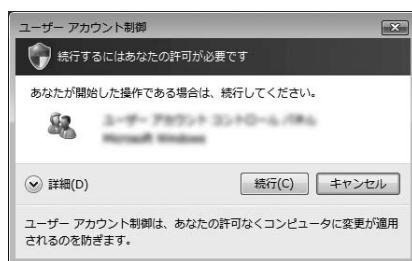 ユーザー アカウント制御
続行するにはあなたの許可が必要です
あなたが開始した操作である場合は、続行してください。
詳細(D)
続行(C)
キャンセル
ユーザー アカウント制御は、あなたの許可なくコンピュータに変更が適用
されるのを防ぎます。